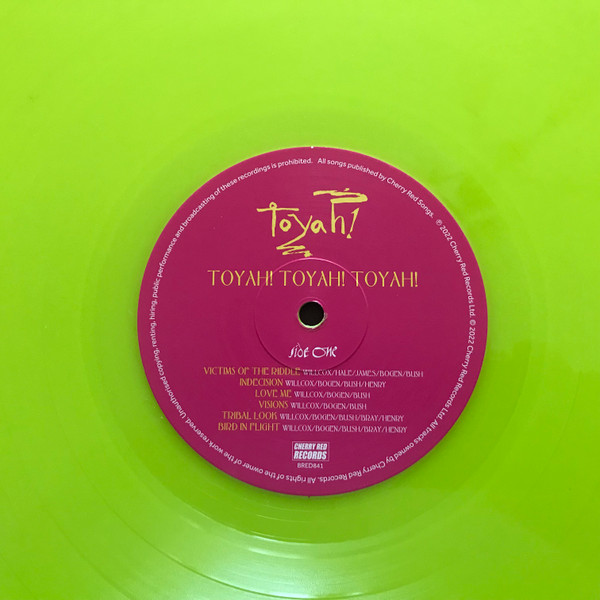 Toyah!
TOYAH! TOYAH! TOYAH!
SIDE ONE
VICTIMS OF THE RIDDLE WILLCOX/HALE/JAMES/BOGEN/BUSH
INDECISION WILLCOX/BOGEN/BUSH/HENRY
LOVE ME WILLCOX/BOGEN/BUSH
VISIONS WILLCOX/BOGEN/BUSH
TRIBAL LOOK WILLCOX/BOGEN/BUSH/BRAY/HENRY
BIRD IN FLIGHT WILLCOX/BOGEN/BUSH/BRAY/HENRY
CHERRY RED
RECORDS
BRED841
℗ 2022 Cherry Red Records Ltd. © 2022 Cherry Red Records Ltd. All tracks owned by Cherry Red Records. All rights of the owner of the work reserved. Unauthorised copying, renting, hiring, public performance and broadcasting of these recordings is prohibited. All songs published by Cherry Red Songs.